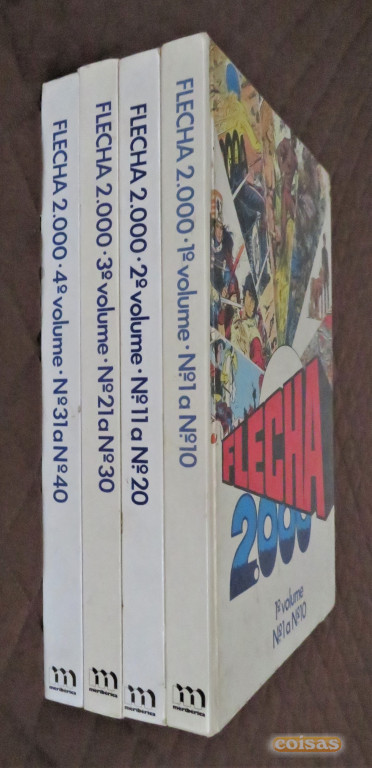 FLECHA 2.000 · 4º volume · Nº31 a Nº40
m
meribérica
FLECHA 2.000 · 3º volume · Nº21 a Nº30
m
meribérica
FLECHA 2.000 · 2º volume · Nº11 a Nº20
m
meribérica
FLECHA 2.000 · 1º volume · Nº1 a Nº10
m
meribérica
m
FLECHA
2.000
1º volume
Nº1 a Nº10
coisas